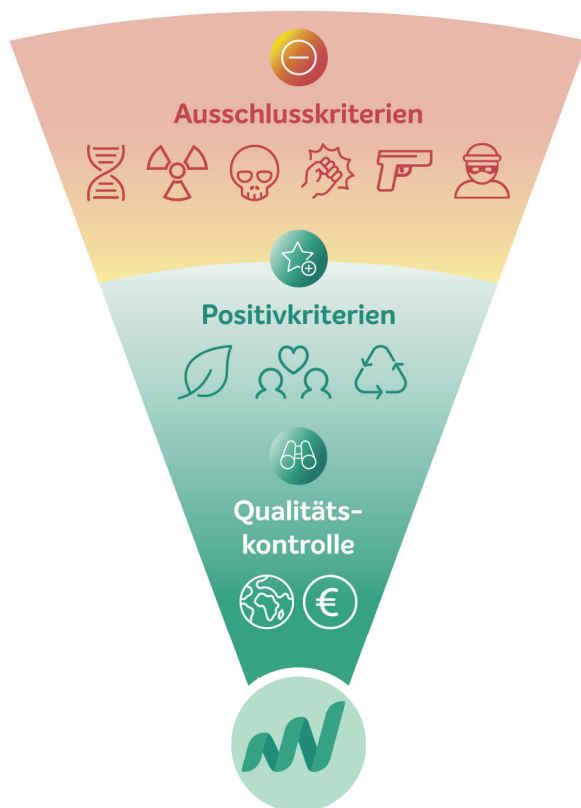 Ausschlusskriterien
Positivkriterien
Qualitäts-
kontrolle
€